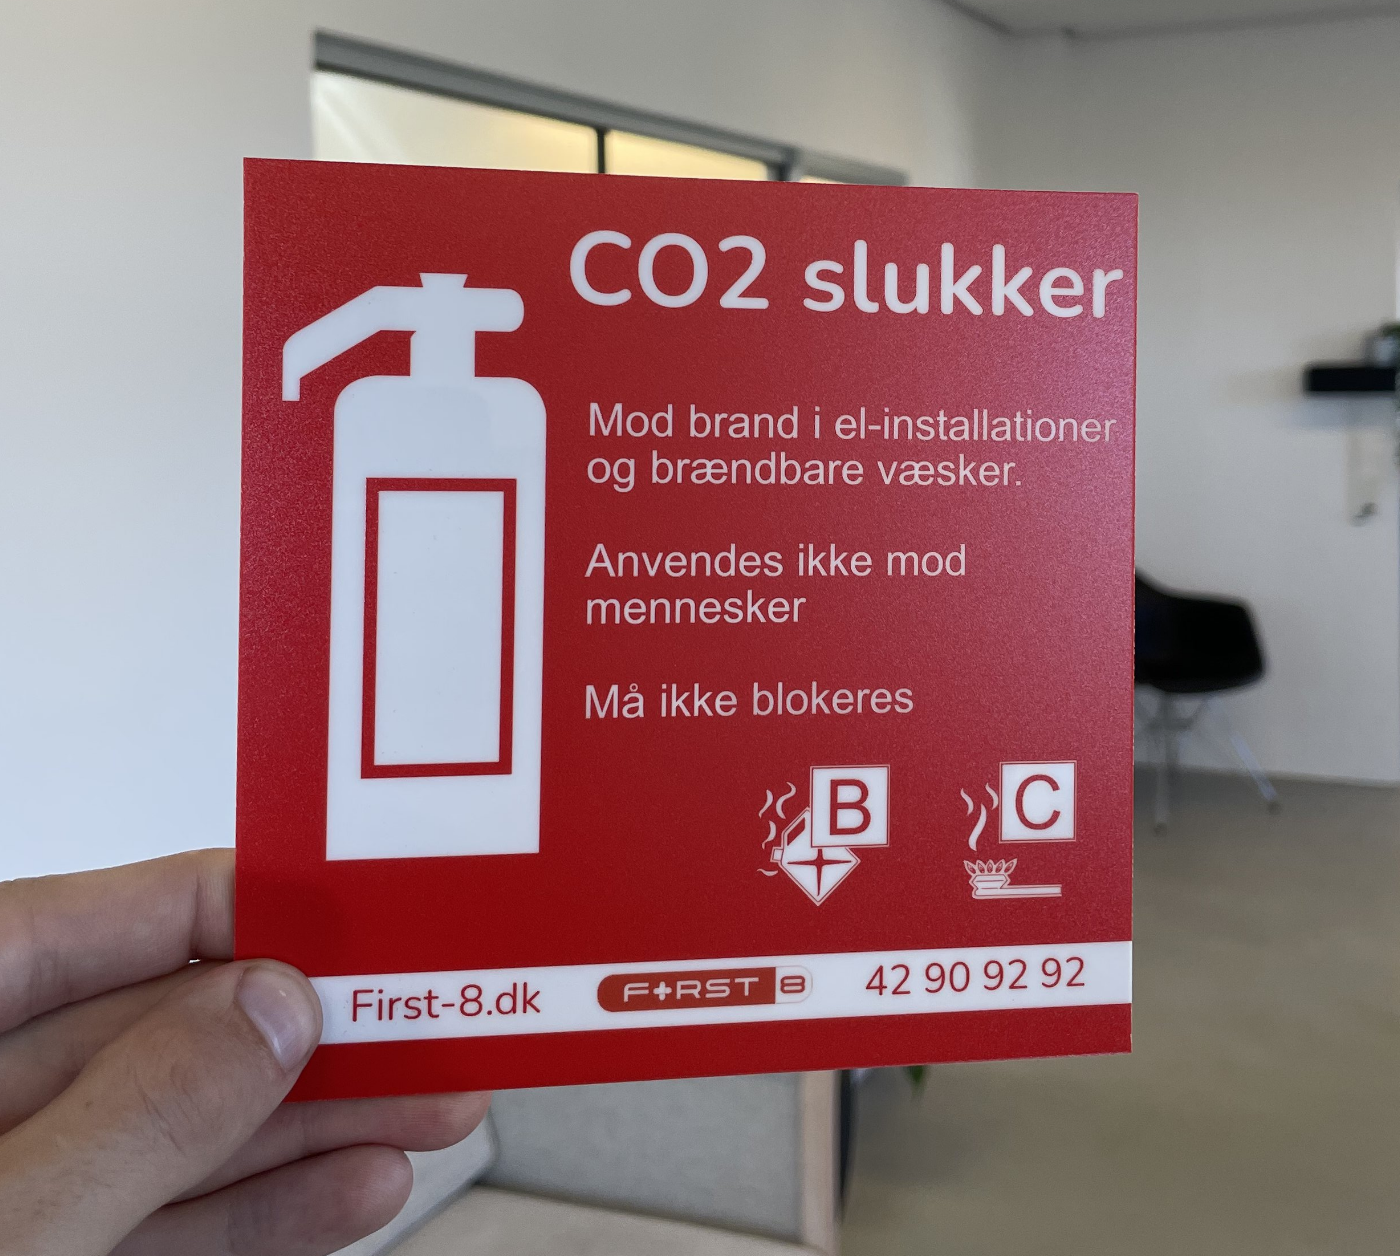 CO2 slukker
Mod brand i el-installationer
og brændbare væsker.
Anvendes ikke mod
mennesker
Må ikke blokeres
B
C
First-8.dk
FIRST 8
42 90 92 92